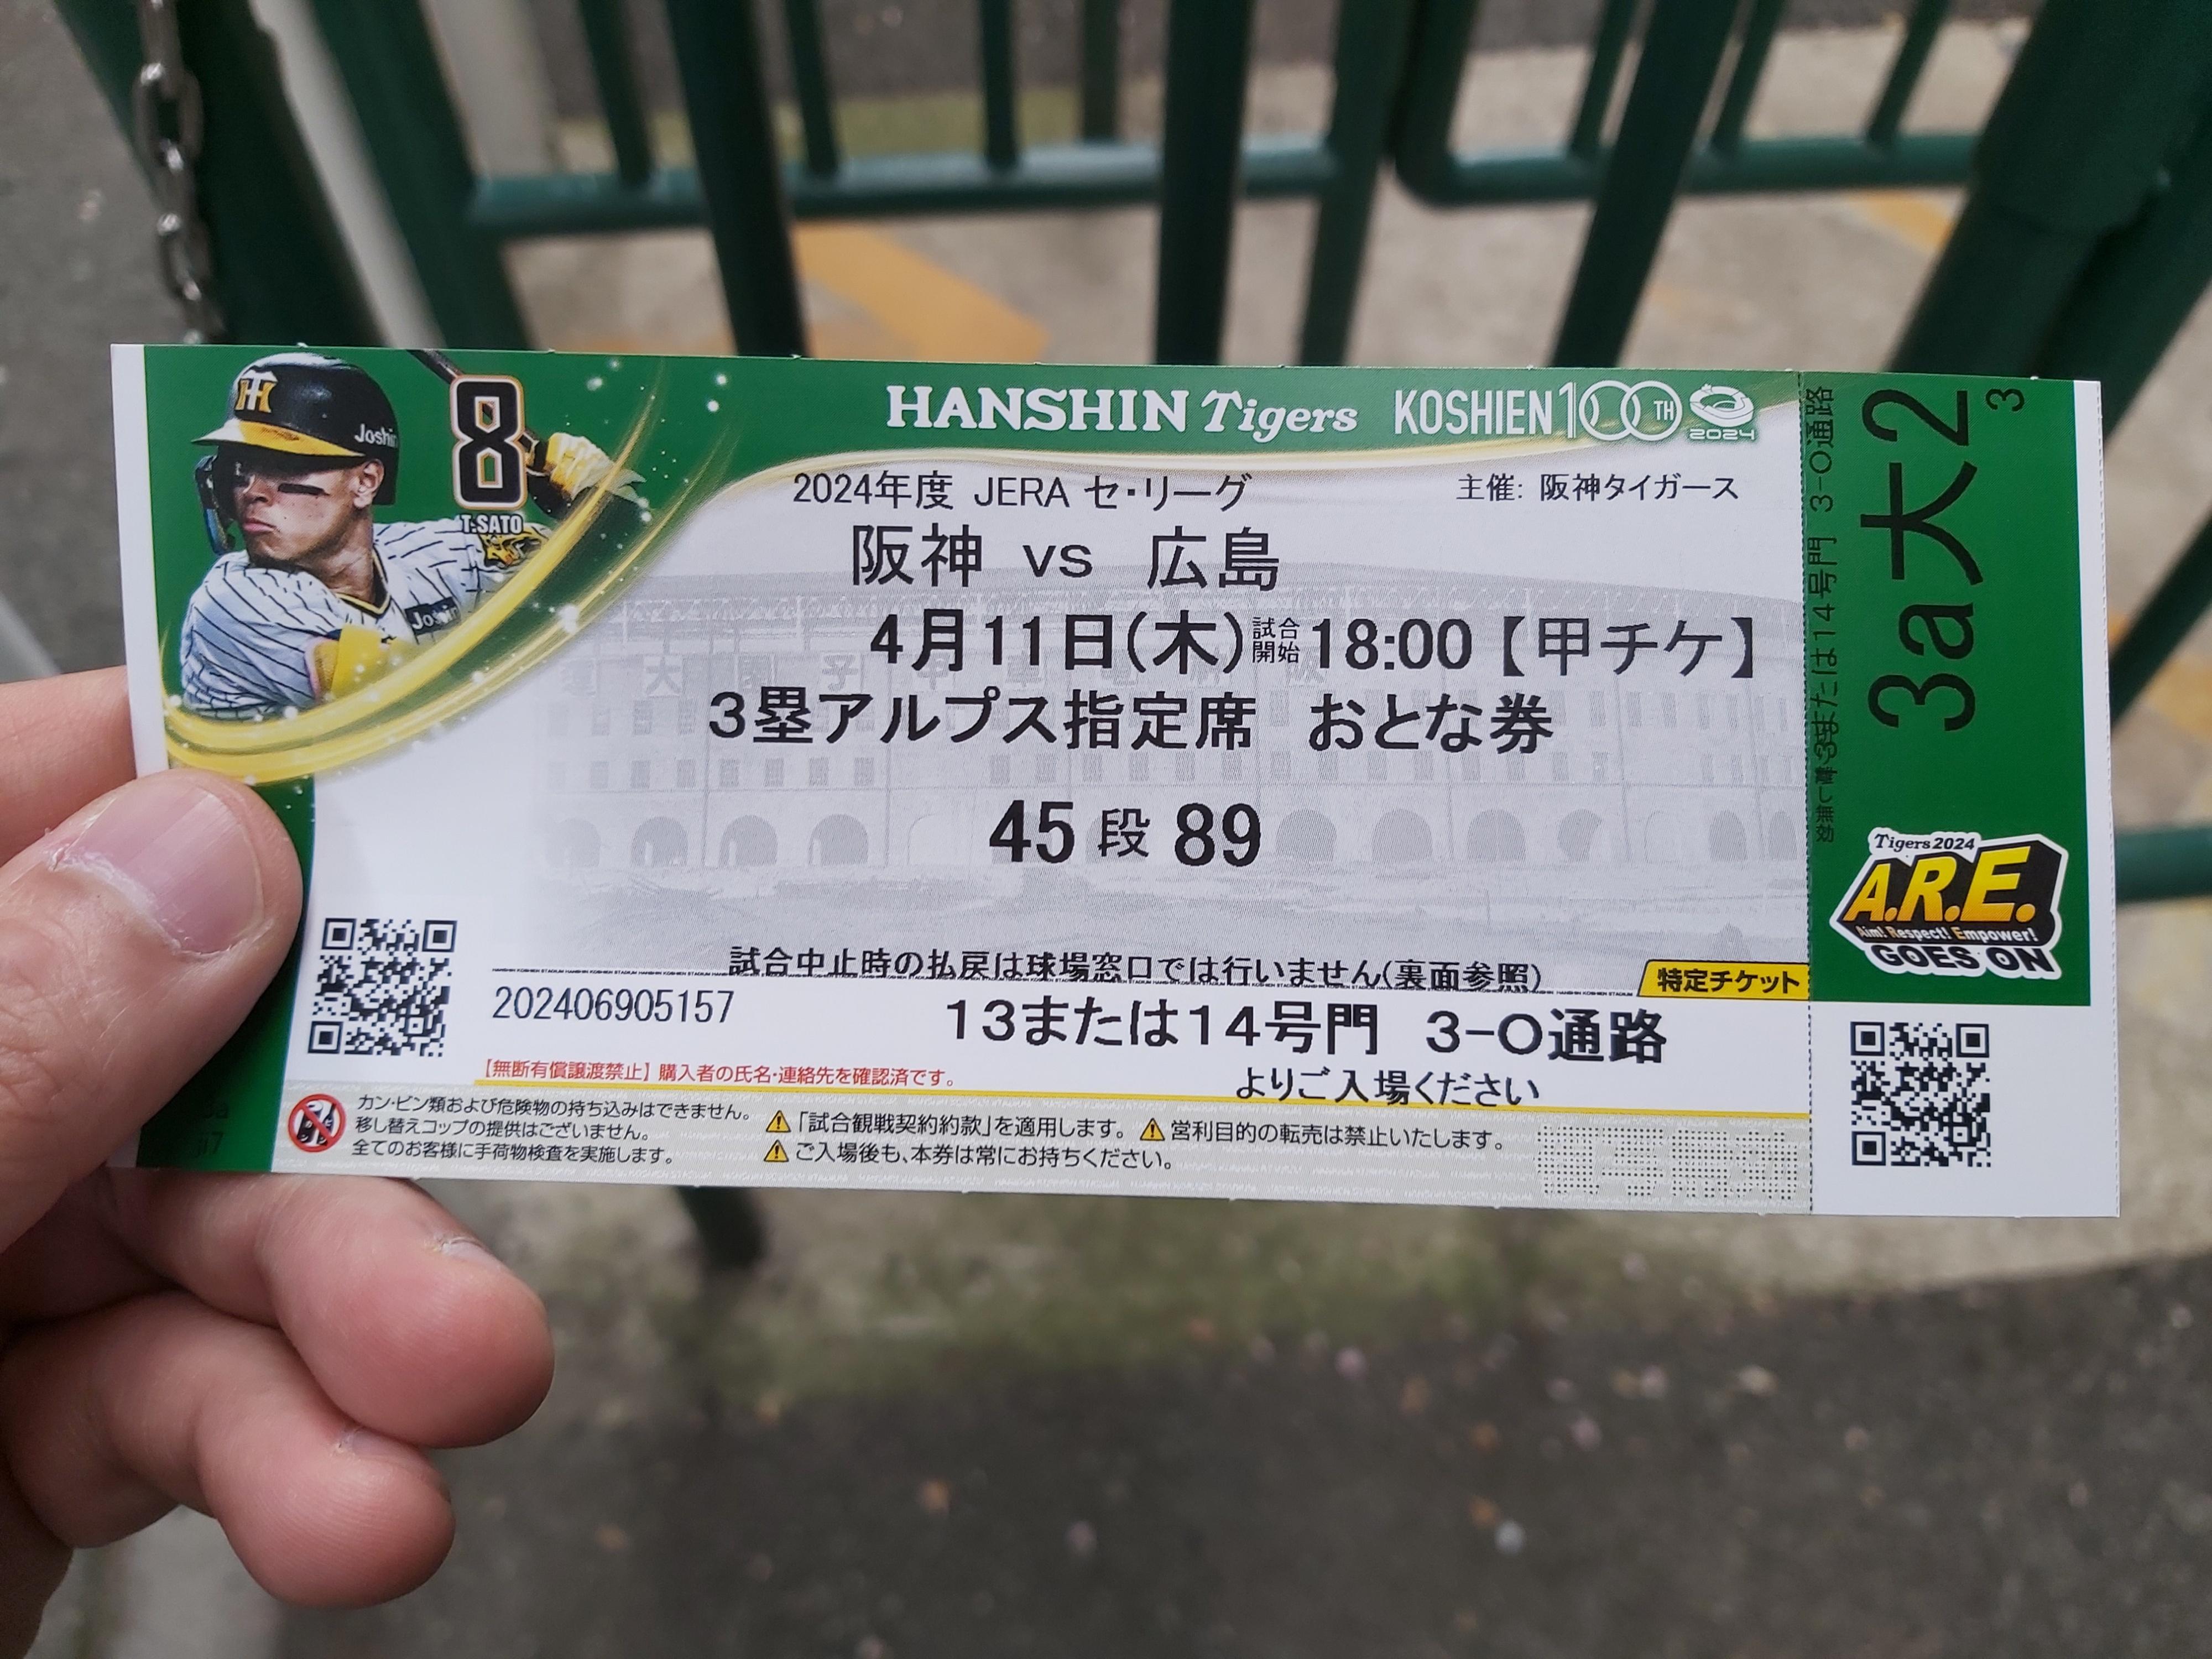 HANSHIN Tigers KOSHIEN 100TH 2024
Joshin
8
T.SATO
Joshin
2024年度 JERA セ・リーグ 主催: 阪神タイガース
阪神 vs 広島
4月11日(木) 試合開始 18:00【甲チケ】
3塁アルプス指定席 おとな券
45 段 89
試合中止時の払戻は球場窓口では行いません(裏面参照)
特定チケット
202406905157
13または14号門 3-O通路
よりご入場ください
【無断有償譲渡禁止】購入者の氏名・連絡先を確認済です。
カン・ビン類および危険物の持ち込みはできません。
移し替えコップの提供はございません。
全てのお客様に手荷物検査を実施します。
「試合観戦契約約款」を適用します。 営利目的の転売は禁止いたします。
ご入場後も、本券は常にお持ちください。
または14号門 3-O通路
3a大2
3
Tigers2024
A.R.E.
Aim! Respect! Empower!
GOES ON